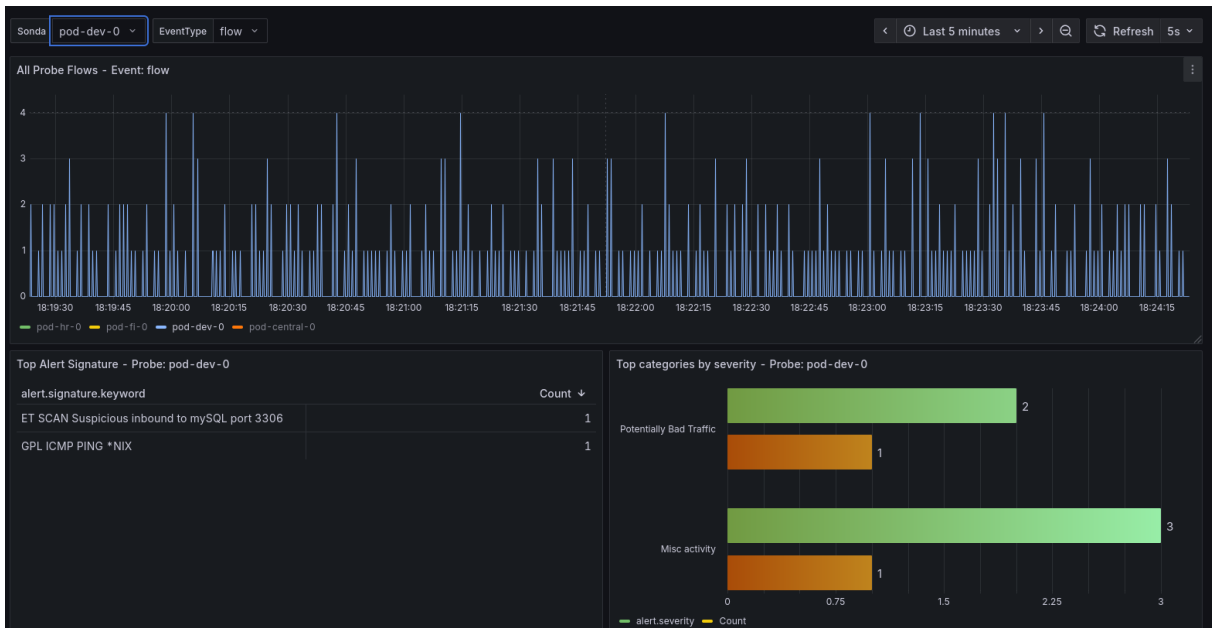 Sonda pod-dev-0 EventType flow Last 5 minutes Refresh 5s
All Probe Flows - Event: flow
4
3
2
1
0
18:19:30 18:19:45 18:20:00 18:20:15 18:20:30 18:20:45 18:21:00 18:21:15 18:21:30 18:21:45 18:22:00 18:22:15 18:22:30 18:22:45 18:23:00 18:23:15 18:23:30 18:23:45 18:24:00 18:24:15
pod-hr-0 pod-fi-0 pod-dev-0 pod-central-0
Top Alert Signature - Probe: pod-dev-0
alert.signature.keyword Count
ET SCAN Suspicious inbound to mySQL port 3306 1
GPL ICMP PING *NIX 1
Top categories by severity - Probe: pod-dev-0
2
Potentially Bad Traffic
1
3
Misc activity
1
0 0.75 1.5 2.25 3
alert.severity Count